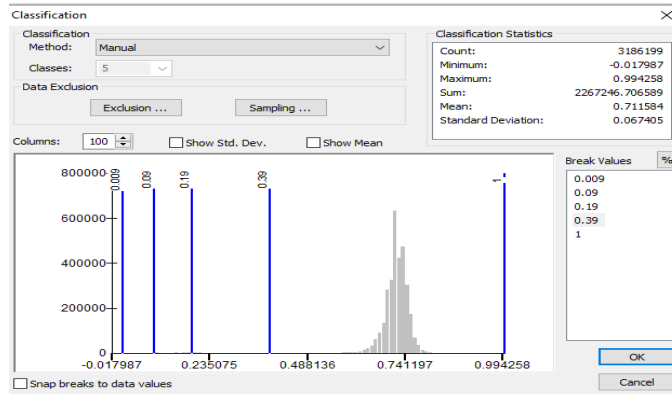 Classification
Classification
Method: Manual
Classes: 5
Data Exclusion
Exclusion ...
Sampling ...
Classification Statistics
Count: 3186199
Minimum: -0.017987
Maximum: 0.994258
Sum: 2267246.706589
Mean: 0.711584
Standard Deviation: 0.067405
Columns: 100
Show Std. Dev.
Show Mean
Break Values
%
0.009
0.09
0.19
0.39
1
800000
600000
400000
200000
0
0.009
0.09
0.19
0.39
1
-0.017987
0.235075
0.488136
0.741197
0.994258
Snap breaks to data values
OK
Cancel